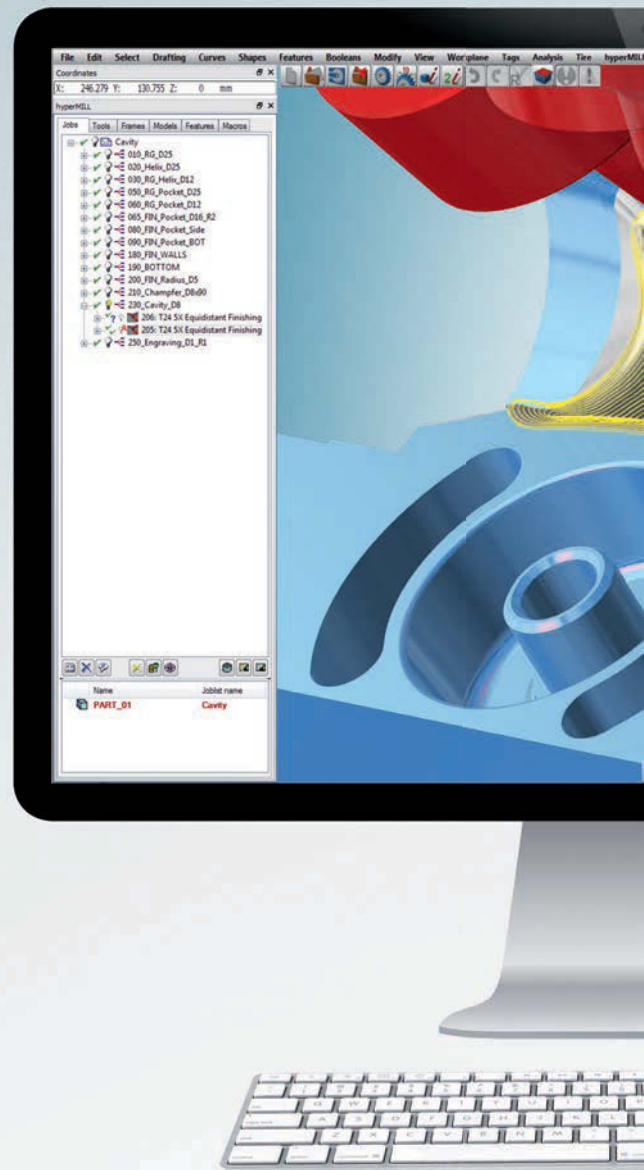 File Edit Select Drafting Curves Shapes Features Booleans Modify View Workplane Tags Analysis Tire hyperMILL
Coordinates
X: 246.279 Y: 130.755 Z: 0 mm
hyperMILL
Jobs Tools Frames Models Features Macros
Cavity
010_RG_D25
020_Helix_D25
030_RG_Helix_D12
050_RG_Pocket_D25
060_RG_Pocket_D12
065_FIN_Pocket_D16_R2
080_FIN_Pocket_Side
090_FIN_Pocket_BOT
180_FIN_WALLS
190_BOTTOM
200_FIN_Radius_D5
210_Champfer_D8x90
230_Cavity_D8
206: T24 5X Equidistant Finishing
205: T24 5X Equidistant Finishing
250_Engraving_D1_R1
Name Joblist name
PART_01 Cavity
Q W E R T Y U I O P
A S D F G H J K L
Z X C V B N M